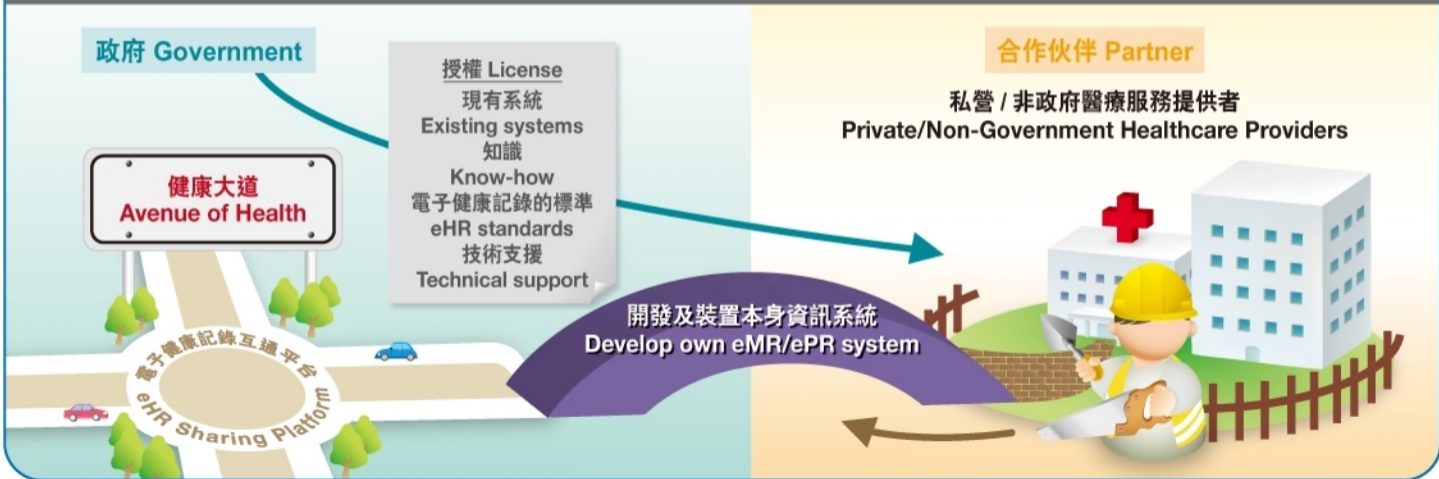 政府 Government
授權 License
現有系統
Existing systems
知識
Know-how
電子健康記錄的標準
eHR standards
技術支援
Technical support
健康大道
Avenue of Health
電子健康記錄互通平台
eHR Sharing Platform
開發及裝置本身資訊系統
Develop own eMR/ePR system
合作伙伴 Partner
私營 / 非政府醫療服務提供者
Private/Non-Government Healthcare Providers